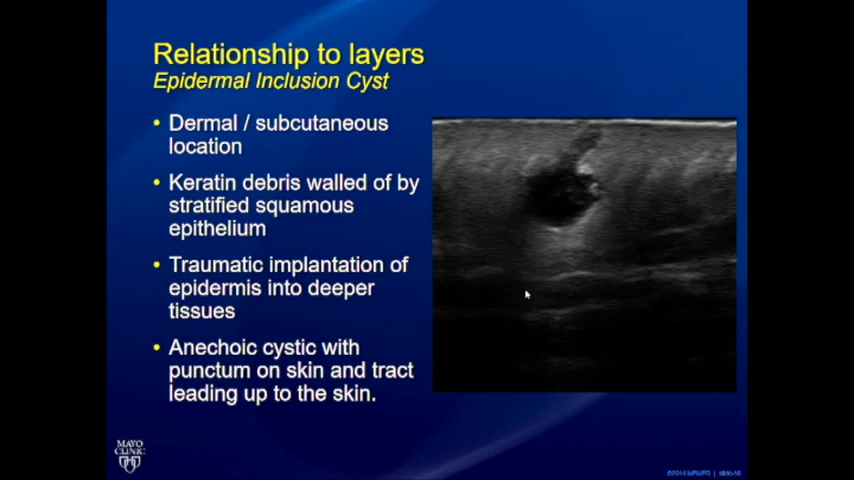 Relationship to layers
Epidermal Inclusion Cyst
• Dermal / subcutaneous
location
• Keratin debris walled of by
stratified squamous
epithelium
• Traumatic implantation of
epidermis into deeper
tissues
• Anechoic cystic with
punctum on skin and tract
leading up to the skin.
MAYO
CLINIC
©2014 MFMER |